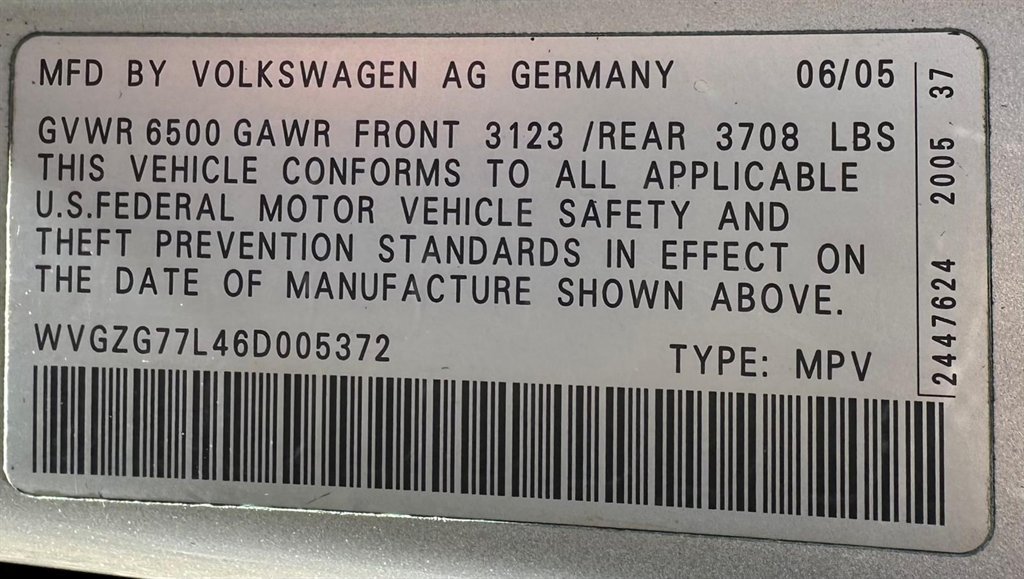 MFD BY VOLKSWAGEN AG GERMANY 06/05
GVWR 6500 GAWR FRONT 3123 /REAR 3708 LBS
THIS VEHICLE CONFORMS TO ALL APPLICABLE
U.S.FEDERAL MOTOR VEHICLE SAFETY AND
THEFT PREVENTION STANDARDS IN EFFECT ON
THE DATE OF MANUFACTURE SHOWN ABOVE.
WVGZG77L46D005372
TYPE: MPV
2447624 2005 37